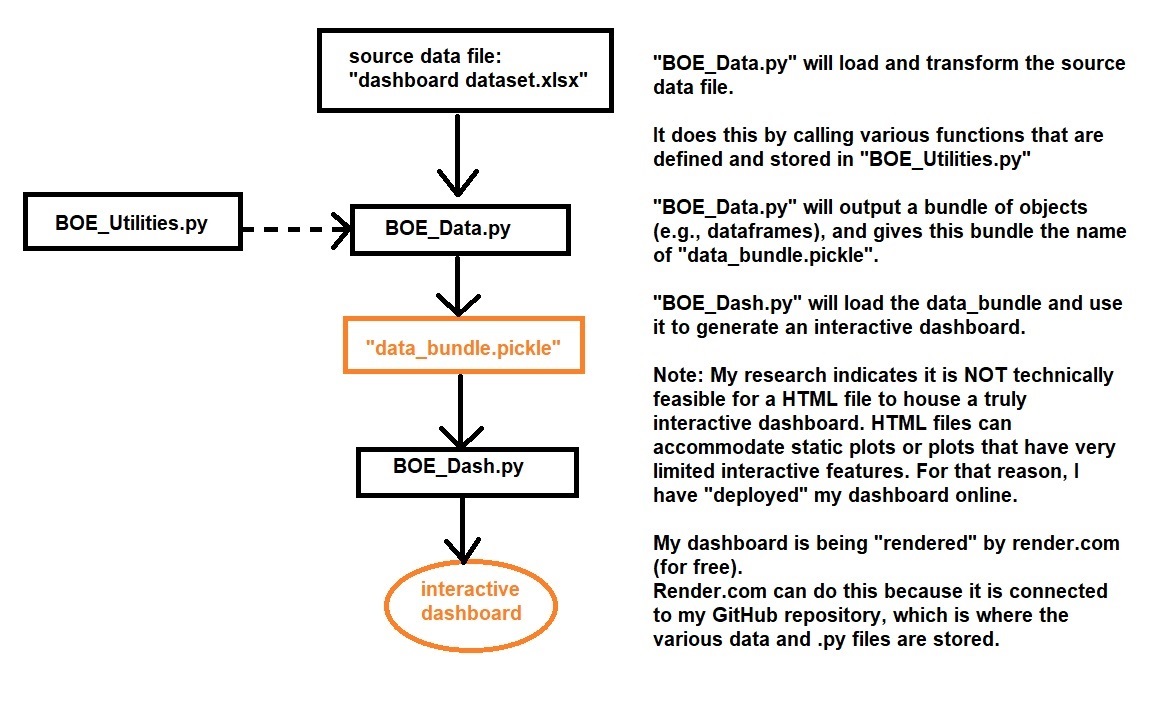 source data file:
"dashboard dataset.xlsx"
BOE_Utilities.py
BOE_Data.py
"data_bundle.pickle"
BOE_Dash.py
interactive
dashboard
"BOE_Data.py" will load and transform the source
data file.
It does this by calling various functions that are
defined and stored in "BOE_Utilities.py"
"BOE_Data.py" will output a bundle of objects
(e.g., dataframes), and gives this bundle the name
of "data_bundle.pickle".
"BOE_Dash.py" will load the data_bundle and use
it to generate an interactive dashboard.
Note: My research indicates it is NOT technically
feasible for a HTML file to house a truly
interactive dashboard. HTML files can
accommodate static plots or plots that have very
limited interactive features. For that reason, I
have "deployed" my dashboard online.
My dashboard is being "rendered" by render.com
(for free).
Render.com can do this because it is connected
to my GitHub repository, which is where the
various data and .py files are stored.